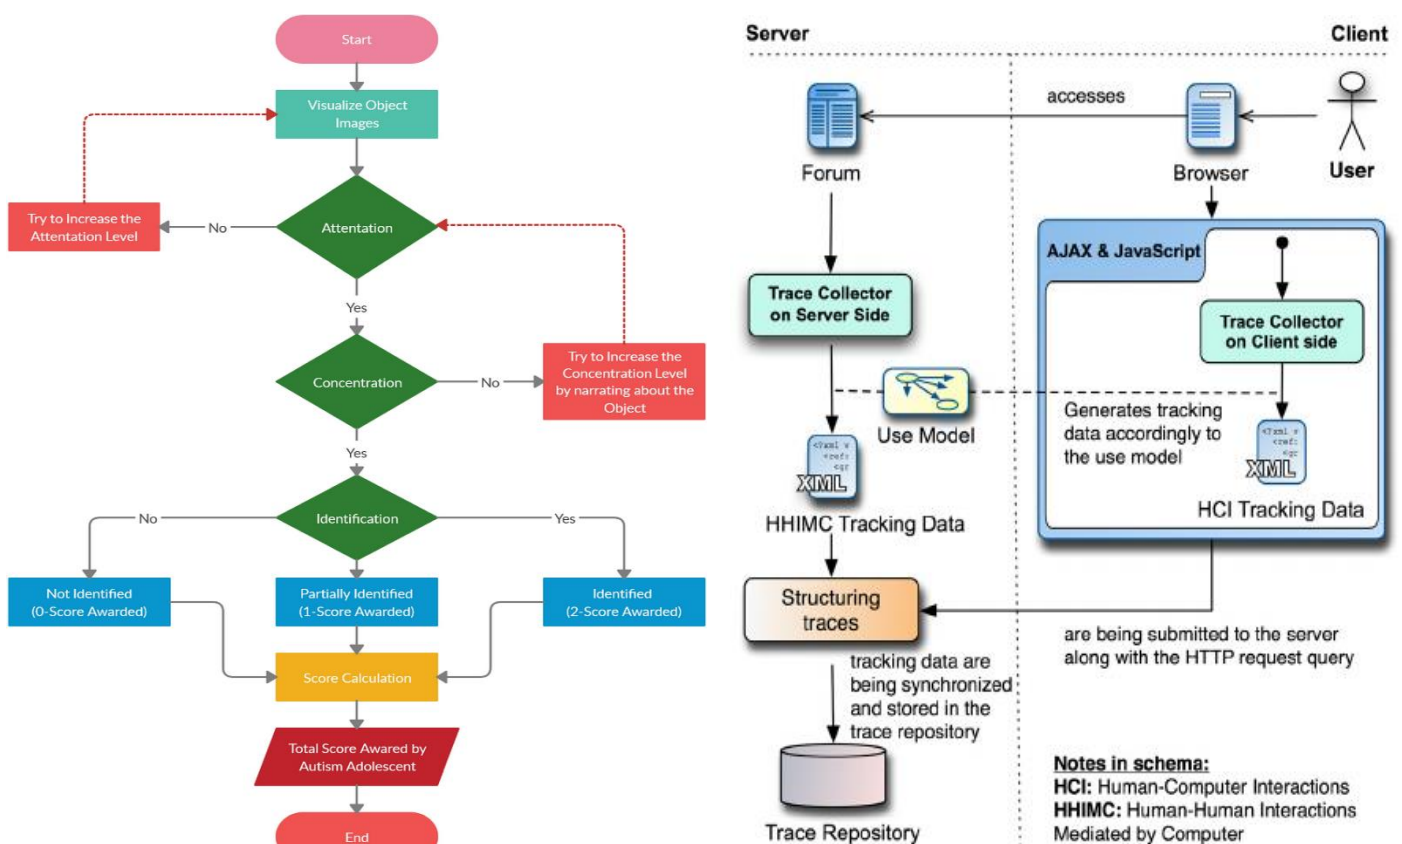 Start
Visualize Object
Images
Try to Increase the
Attentation Level
No
Attentation
Yes
Concentration
No
Try to Increase the
Concentration Level
by narrating about the
Object
Yes
No
Identification
Yes
Not Identified
(0-Score Awarded)
Partially Identified
(1-Score Awarded)
Identified
(2-Score Awarded)
Score Calculation
Total Score Awared by
Autism Adolescent
End
Server
Client
accesses
Forum
Browser
User
AJAX & JavaScript
Trace Collector
on Server Side
Trace Collector
on Client side
Use Model
Generates tracking
data accordingly to
the use model
<?xml v
<ref:
<gr
XML
HHIMC Tracking Data
<?xml v
<ref:
<gr
XML
HCI Tracking Data
Structuring
traces
are being submitted to the server
along with the HTTP request query
tracking data are
being synchronized
and stored in the
trace repository
Trace Repository
Notes in schema:
HCI: Human-Computer Interactions
HHIMC: Human-Human Interactions
Mediated by Computer